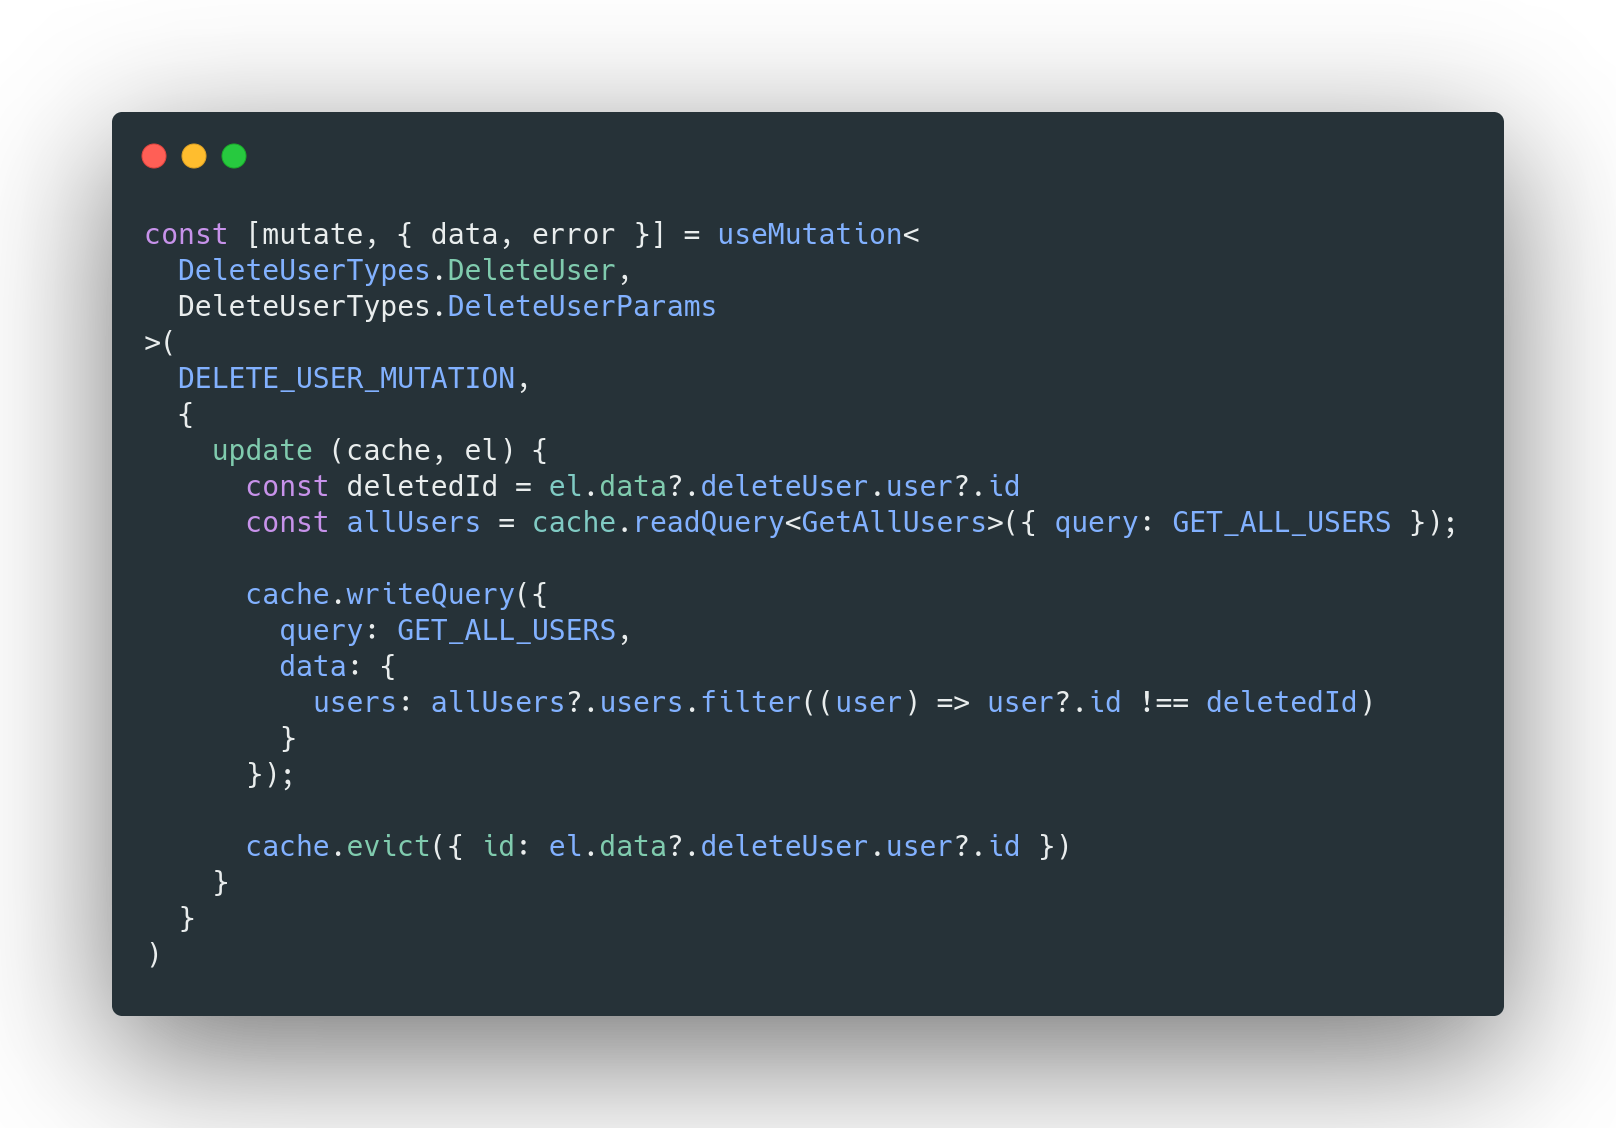 const [mutate, { data, error }] = useMutation<
  DeleteUserTypes.DeleteUser,
  DeleteUserTypes.DeleteUserParams
>(
  DELETE_USER_MUTATION,
  {
    update (cache, el) {
      const deletedId = el.data?.deleteUser.user?.id
      const allUsers = cache.readQuery<GetAllUsers>({ query: GET_ALL_USERS });

      cache.writeQuery({
        query: GET_ALL_USERS,
        data: {
          users: allUsers?.users.filter((user) => user?.id !== deletedId)
        }
      });

      cache.evict({ id: el.data?.deleteUser.user?.id })
    }
  }
)